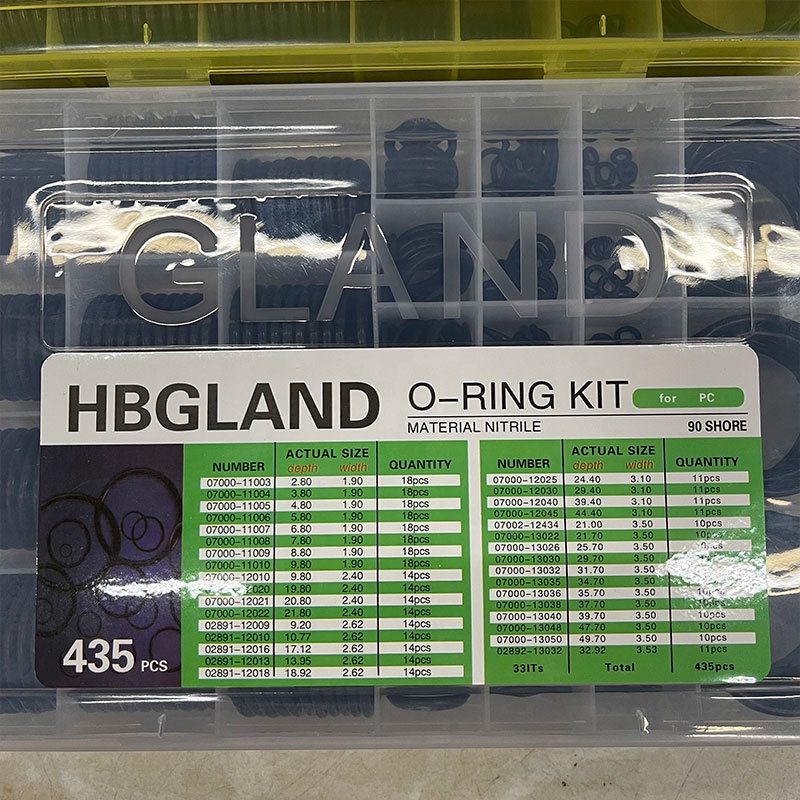 GLAND
HBGLAND
O-RING KIT for PC
MATERIAL NITRILE 90 SHORE
NUMBER ACTUAL SIZE depth width QUANTITY
07000-11003 2.80 1.90 18pcs
07000-11004 3.80 1.90 18pcs
07000-11005 4.80 1.90 18pcs
07000-11006 5.80 1.90 18pcs
07000-11007 6.80 1.90 18pcs
07000-11008 7.80 1.90 18pcs
07000-11009 8.80 1.90 18pcs
07000-11010 9.80 1.90 18pcs
07000-12010 9.80 2.40 14pcs
19.80 2.40 14pcs
07000-12021 20.80 2.40 14pcs
07000-12022 21.80 2.40 14pcs
02891-12009 9.20 2.62 14pcs
02891-12010 10.77 2.62 14pcs
02891-12016 17.12 2.62 14pcs
02891-12013 13.95 2.62 14pcs
02891-12018 18.92 2.62 14pcs
NUMBER ACTUAL SIZE depth width QUANTITY
07000-12025 24.40 3.10 11pcs
07000-12030 29.40 3.10 11pcs
07000-12040 39.40 3.10 11pcs
07000-12045 44.40 3.10 11pcs
07002-12434 21.00 3.50 10pcs
07000-13022 21.70 3.50 10pcs
07000-13026 25.70 3.50
07000-13030 29.70 3.50
07000-13032 31.70 3.50
07000-13035 34.70 3.50
07000-13036 35.70 3.50 10pcs
07000-13038 37.70 3.50 10pcs
07000-13040 39.70 3.50 10pcs
07000-13048 47.70 3.50 10pcs
07000-13050 49.70 3.50 10pcs
02892-13032 32.92 3.53 11pcs
33ITs Total 435pcs
435 PCS